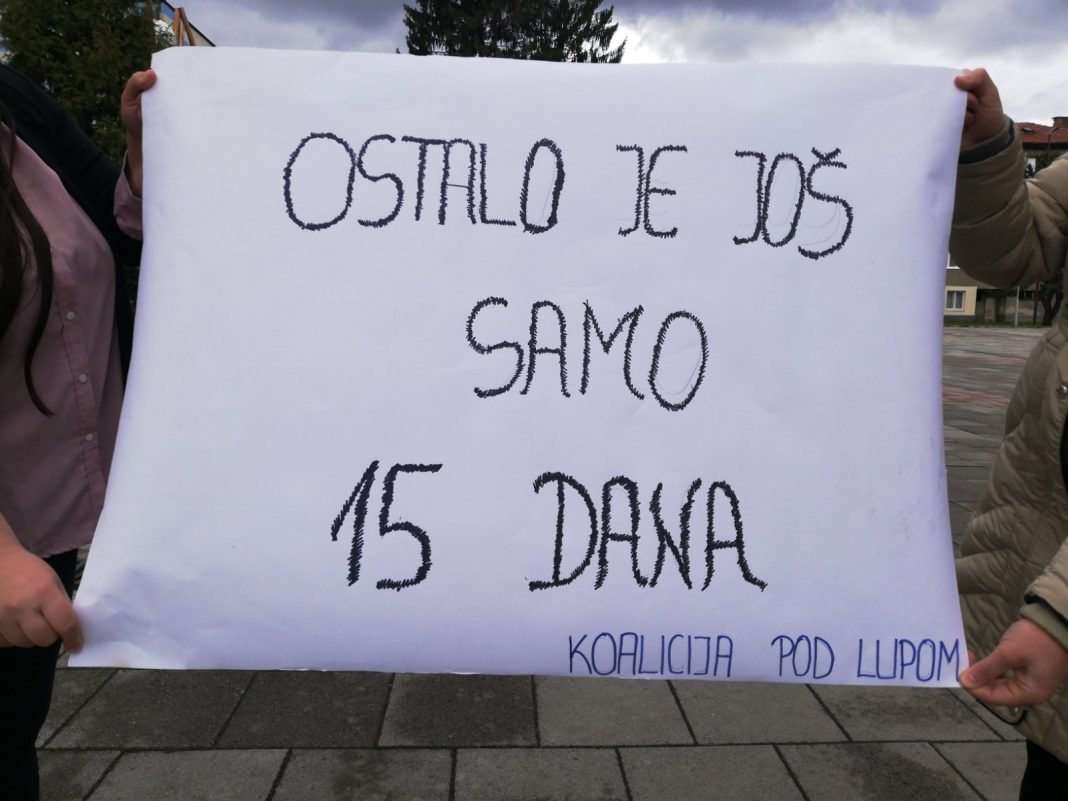 OSTALO JE JOŠ
SAMO
15 DANA
KOALICIJA POD LUPOM